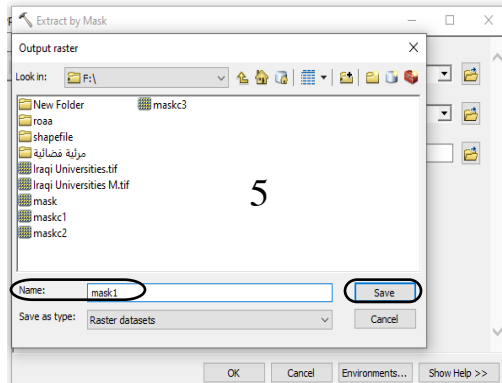 Extract by Mask
Output raster
Look in: F:\
New Folder
roaa
shapefile
مرئية فضائية
Iraqi Universities.tif
Iraqi Universities M.tif
mask
maskc1
maskc2
maskc3
5
Name: mask1
Save
Save as type: Raster datasets
Cancel
OK Cancel Environments... Show Help >>